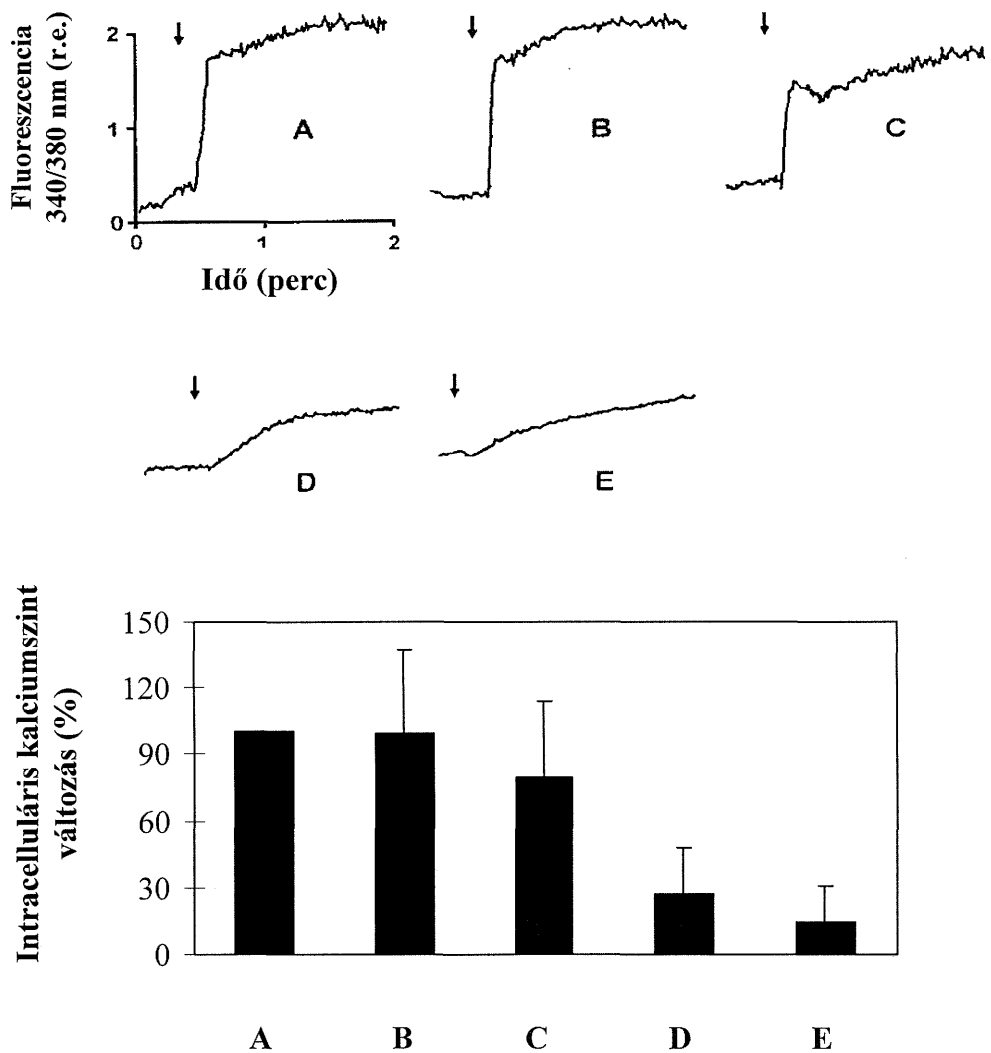 Fluoreszcencia
340/380 nm (r.e.)
2
1
0
0
1
2
Idő (perc)
A
B
C
D
E
Intracelluláris kalciumszint
változás (%)
150
120
90
60
30
0
A
B
C
D
E